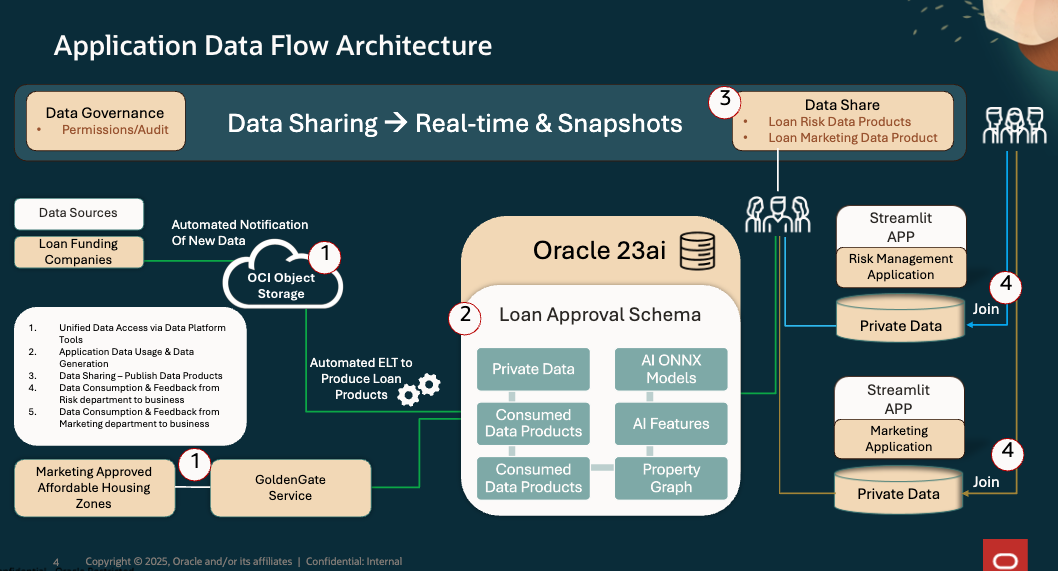 Application Data Flow Architecture
Data Governance
• Permissions/Audit
Data Sharing → Real-time & Snapshots
3
Data Share
• Loan Risk Data Products
• Loan Marketing Data Product
Data Sources
Loan Funding
Companies
Automated Notification
Of New Data
1
OCI Object
Storage
1. Unified Data Access via Data Platform
Tools
2. Application Data Usage & Data
Generation
3. Data Sharing – Publish Data Products
4. Data Consumption & Feedback from
Risk department to business
5. Data Consumption & Feedback from
Marketing department to business
Automated ELT to
Produce Loan
Products
Marketing Approved
Affordable Housing
Zones
1
GoldenGate
Service
Oracle 23ai
2
Loan Approval Schema
Private Data
AI ONNX
Models
Consumed
Data Products
AI Features
Consumed
Data Products
Property
Graph
Streamlit
APP
Risk Management
Application
Private Data
4
Join
Streamlit
APP
Marketing
Application
Private Data
4
Join
4
Copyright © 2025, Oracle and/or its affiliates | Confidential: Internal